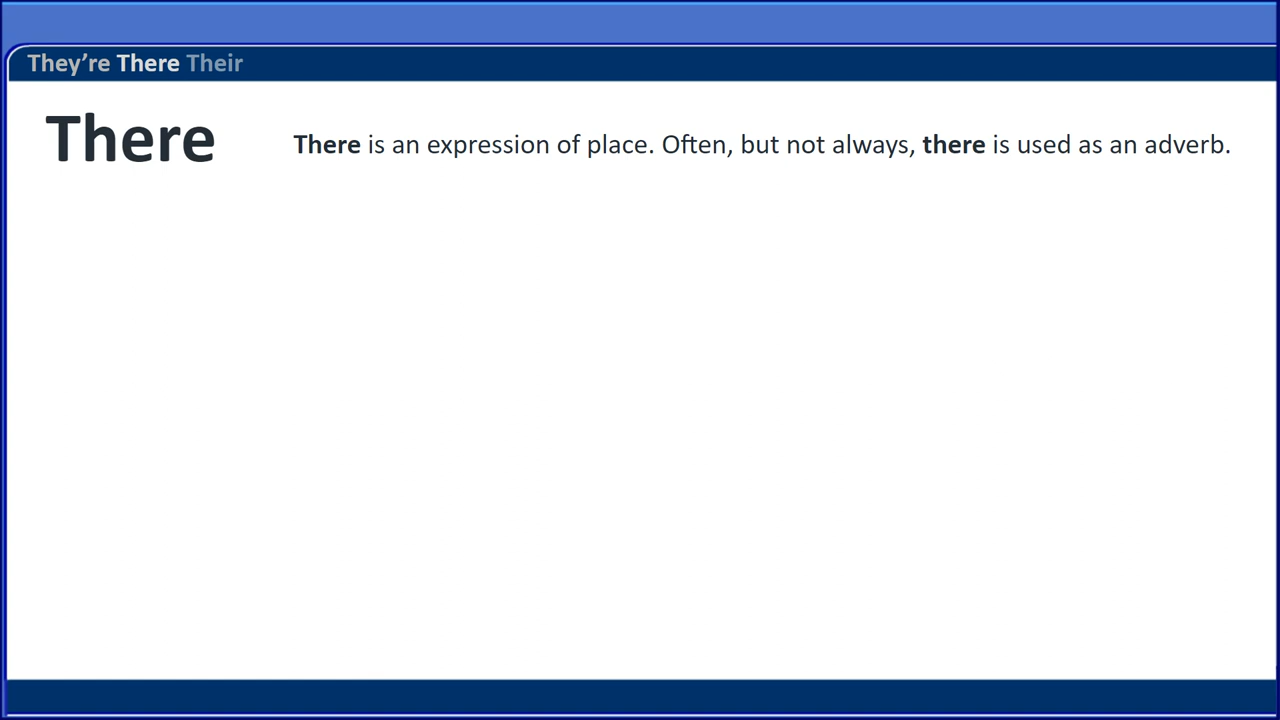 They’re There Their
There
There is an expression of place. Often, but not always, there is used as an adverb.